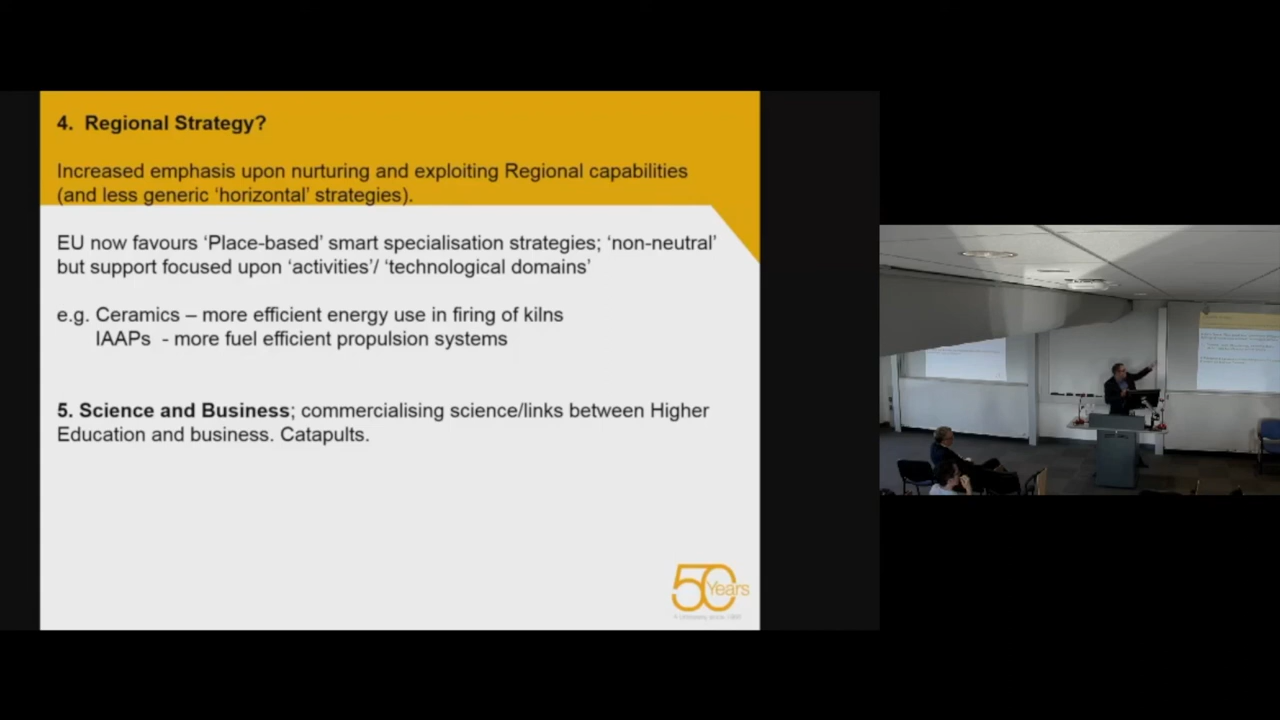 4. Regional Strategy?
Increased emphasis upon nurturing and exploiting Regional capabilities
(and less generic ‘horizontal’ strategies).
EU now favours ‘Place-based’ smart specialisation strategies; ‘non-neutral’
but support focused upon ‘activities’/ ‘technological domains’
e.g. Ceramics – more efficient energy use in firing of kilns
IAAPs - more fuel efficient propulsion systems
5. Science and Business; commercialising science/links between Higher
Education and business. Catapults.
50
Years